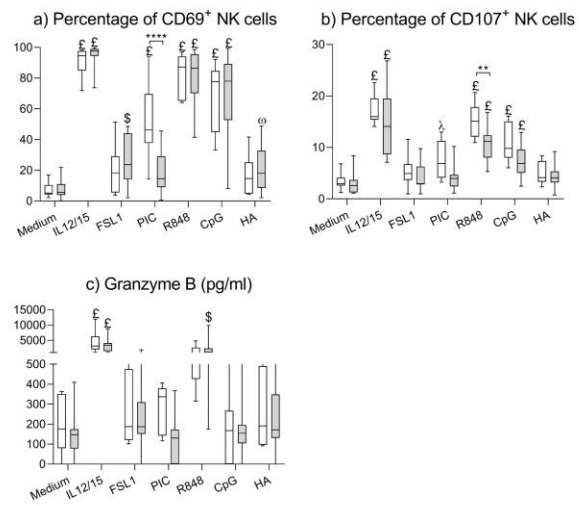 a) Percentage of CD69+ NK cells
100
80
60
40
20
0
£ £ $ £ **** £ £ £ £ ω
Medium IL12/15 FSL1 PIC R848 CpG HA
b) Percentage of CD107+ NK cells
30
20
10
0
£ £ λ £ ** £ £ £
Medium IL12/15 FSL1 PIC R848 CpG HA
c) Granzyme B (pg/ml)
15000
10000
5000
500
400
300
200
100
0
£ £ $
Medium IL12/15 FSL1 PIC R848 CpG HA